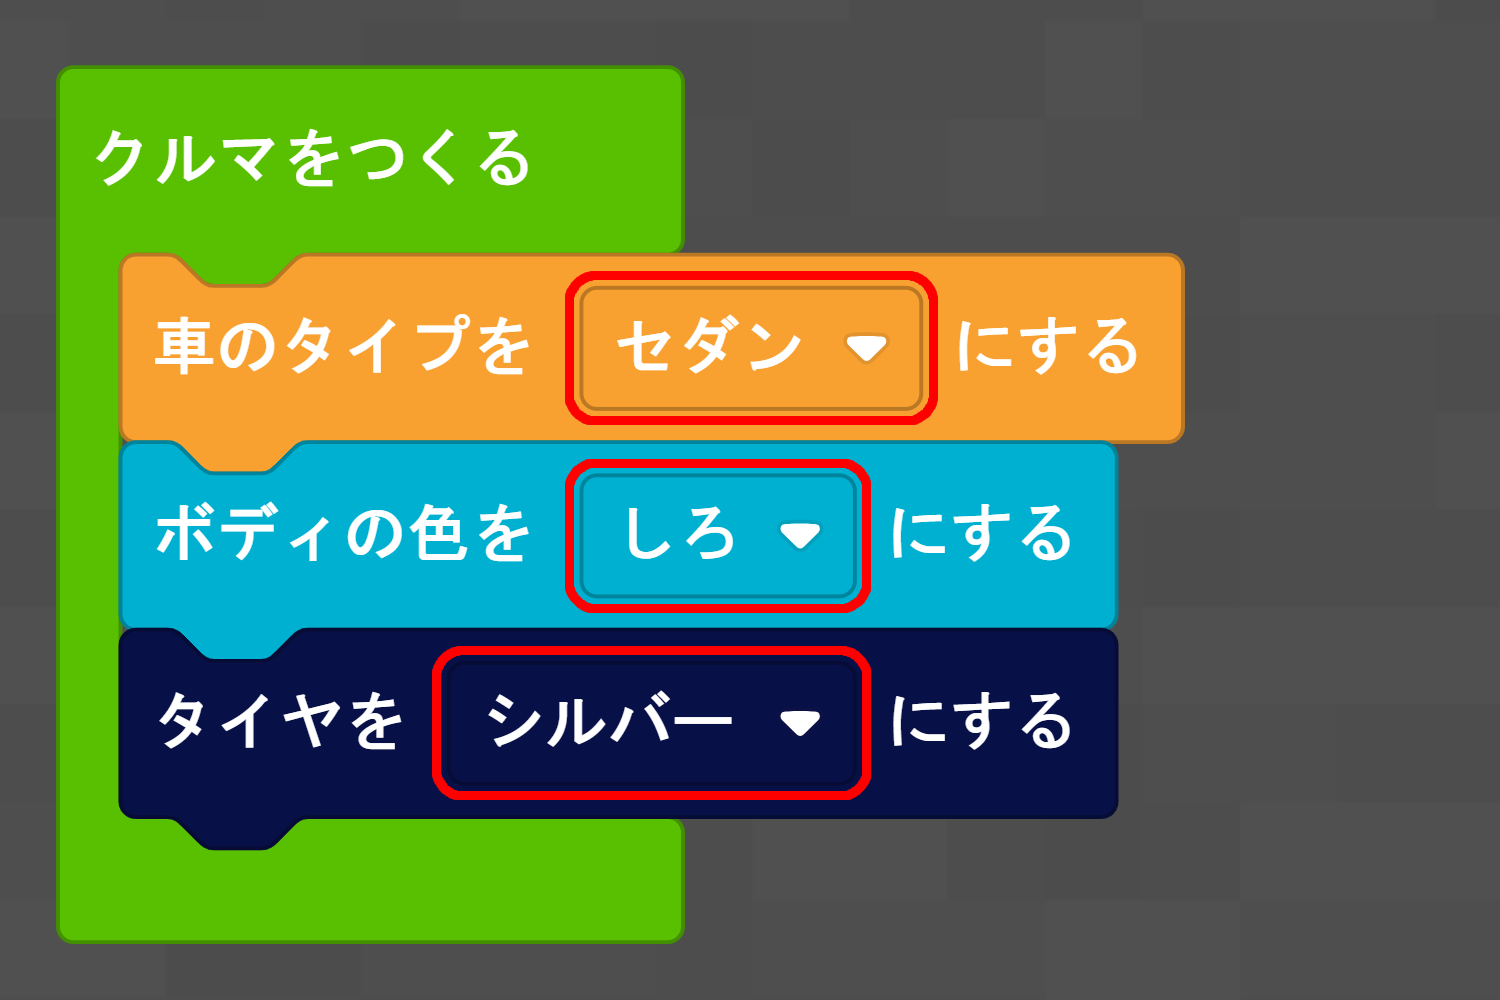 クルマをつくる
車のタイプを セダン にする
ボディの色を しろ にする
タイヤを シルバー にする